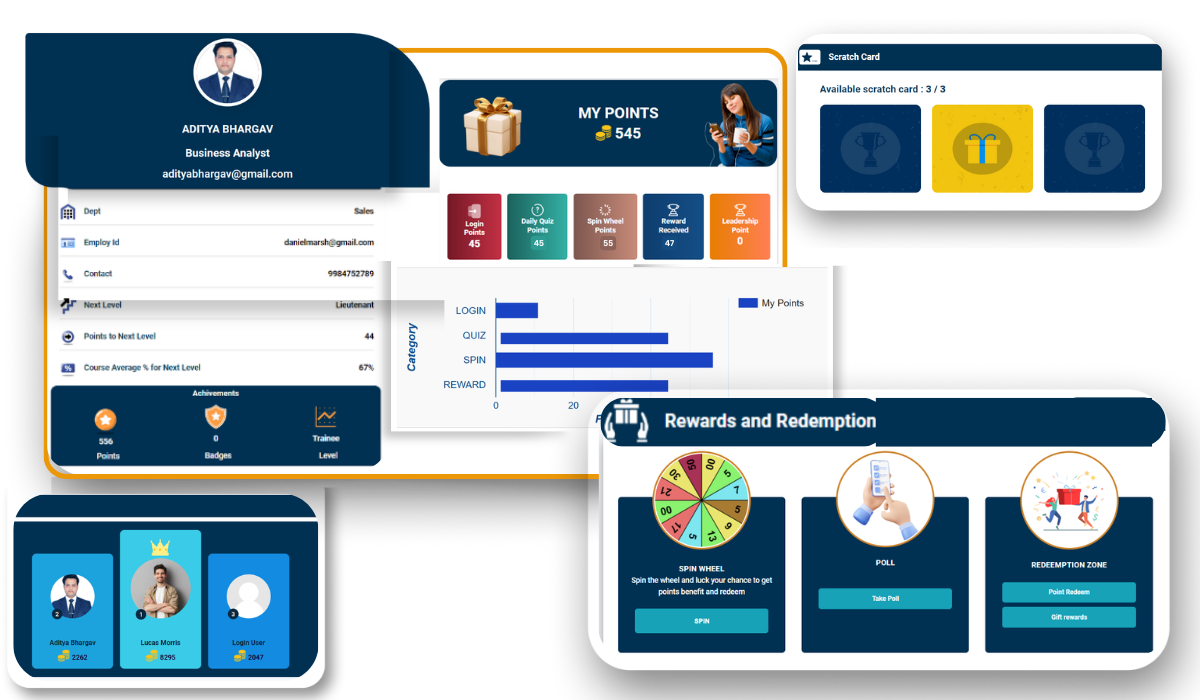 ADITYA BHARGAV
Business Analyst
adityabhargav@gmail.com
Dept Sales
Employ Id danielmarsh@gmail.com
Contact 9984752789
Next Level Lieutenant
Points to Next Level 44
Course Average % for Next Level 67%
Achivements
556 0 Trainee
Points Badges Level
MY POINTS
545
Login Points 45
Daily Quiz Points 45
Spin Wheel Points 55
Reward Received 47
Leadership Point 0
My Points
Category
LOGIN
QUIZ
SPIN
REWARD
0 20
Scratch Card
Available scratch card : 3 / 3
Rewards and Redemption
50 00 5 7 5 6 13 5 17 00 21 30
SPIN WHEEL
Spin the wheel and luck your chance to get
points benefit and redeem
SPIN
POLL
Take Poll
REDEEMPTION ZONE
Point Redeem
Gift rewards
2 1 3
Aditya Bhargav Lucas Morris Login User
2262 8295 2047